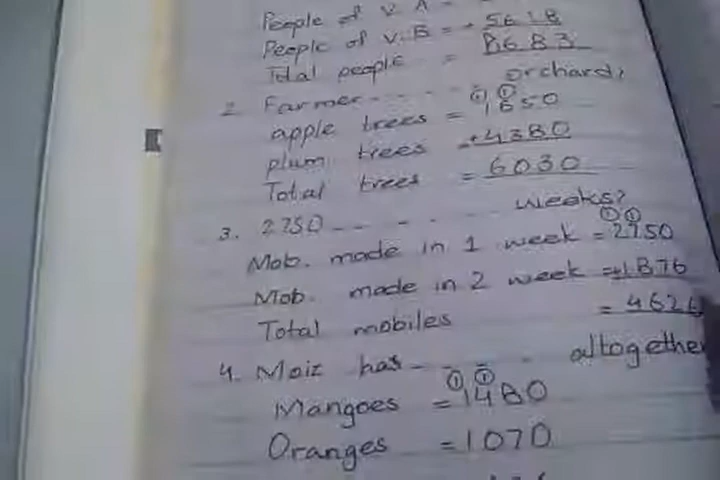 People of V.A =
People of V.B = + 5618
Total people = 8683
2. Farmer - - - - - orchard?
① ①
apple trees = 1650
plum trees = +4380
Total trees = 6030
3. 2750 - - - - - weeks?
① ①
Mob. made in 1 week = 2750
Mob. made in 2 week = +1876
Total mobiles = 4626
4. Moiz has - - - - altogether
① ①
Mangoes = 1480
Oranges = 1070